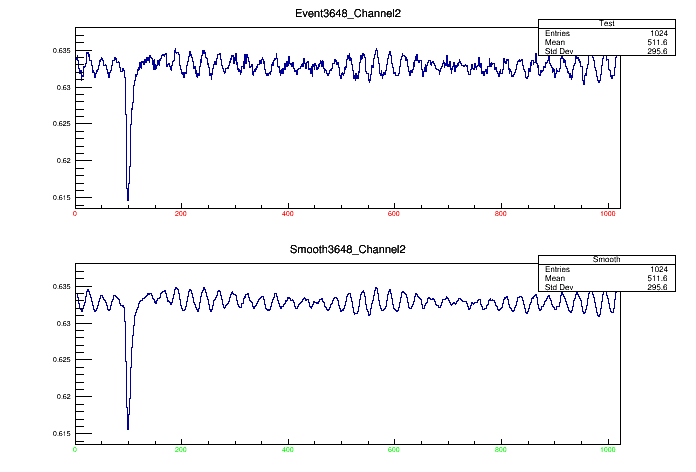 Event3648_Channel2
Test
Entries 1024
Mean 511.6
Std Dev 295.6
0.635
0.63
0.625
0.62
0.615
0 200 400 600 800 1000
Smooth3648_Channel2
Smooth
Entries 1024
Mean 511.6
Std Dev 295.6
0.635
0.63
0.625
0.62
0.615
0 200 400 600 800 1000